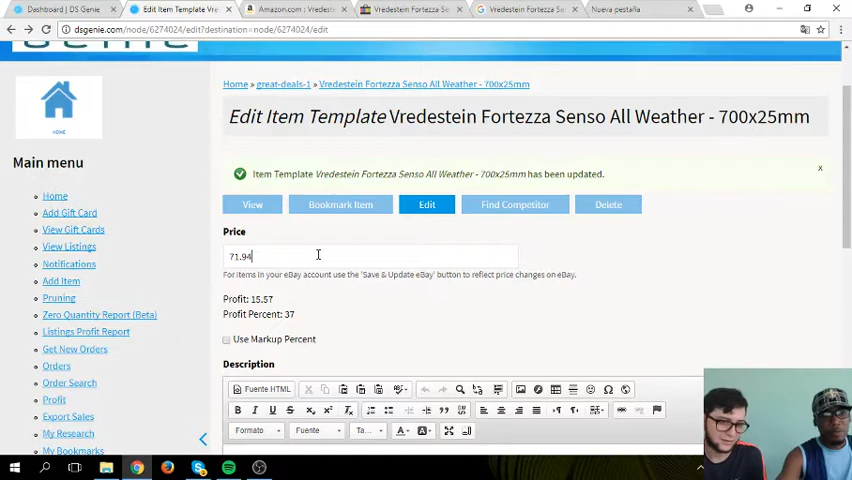 Dashboard | DS Genie
Edit Item Template Vre
Amazon.com : Vredeste
Vredestein Fortezza Sen
Vredestein Fortezza Sens
Nueva pestaña
dsgenie.com/node/6274024/edit?destination=node/6274024/edit
HOME
Main menu
Home
Add Gift Card
View Gift Cards
View Listings
Notifications
Add Item
Pruning
Zero Quantity Report (Beta)
Listings Profit Report
Get New Orders
Orders
Order Search
Profit
Export Sales
My Research
My Bookmarks
Home » great-deals-1 » Vredestein Fortezza Senso All Weather - 700x25mm
Edit Item Template Vredestein Fortezza Senso All Weather - 700x25mm
Item Template Vredestein Fortezza Senso All Weather - 700x25mm has been updated.
x
View
Bookmark Item
Edit
Find Competitor
Delete
Price
71.94
For items in your eBay account use the 'Save & Update eBay' button to reflect price changes on eBay.
Profit: 15.57
Profit Percent: 37
Use Markup Percent
Description
Fuente HTML
Formato
Fuente
Ta...